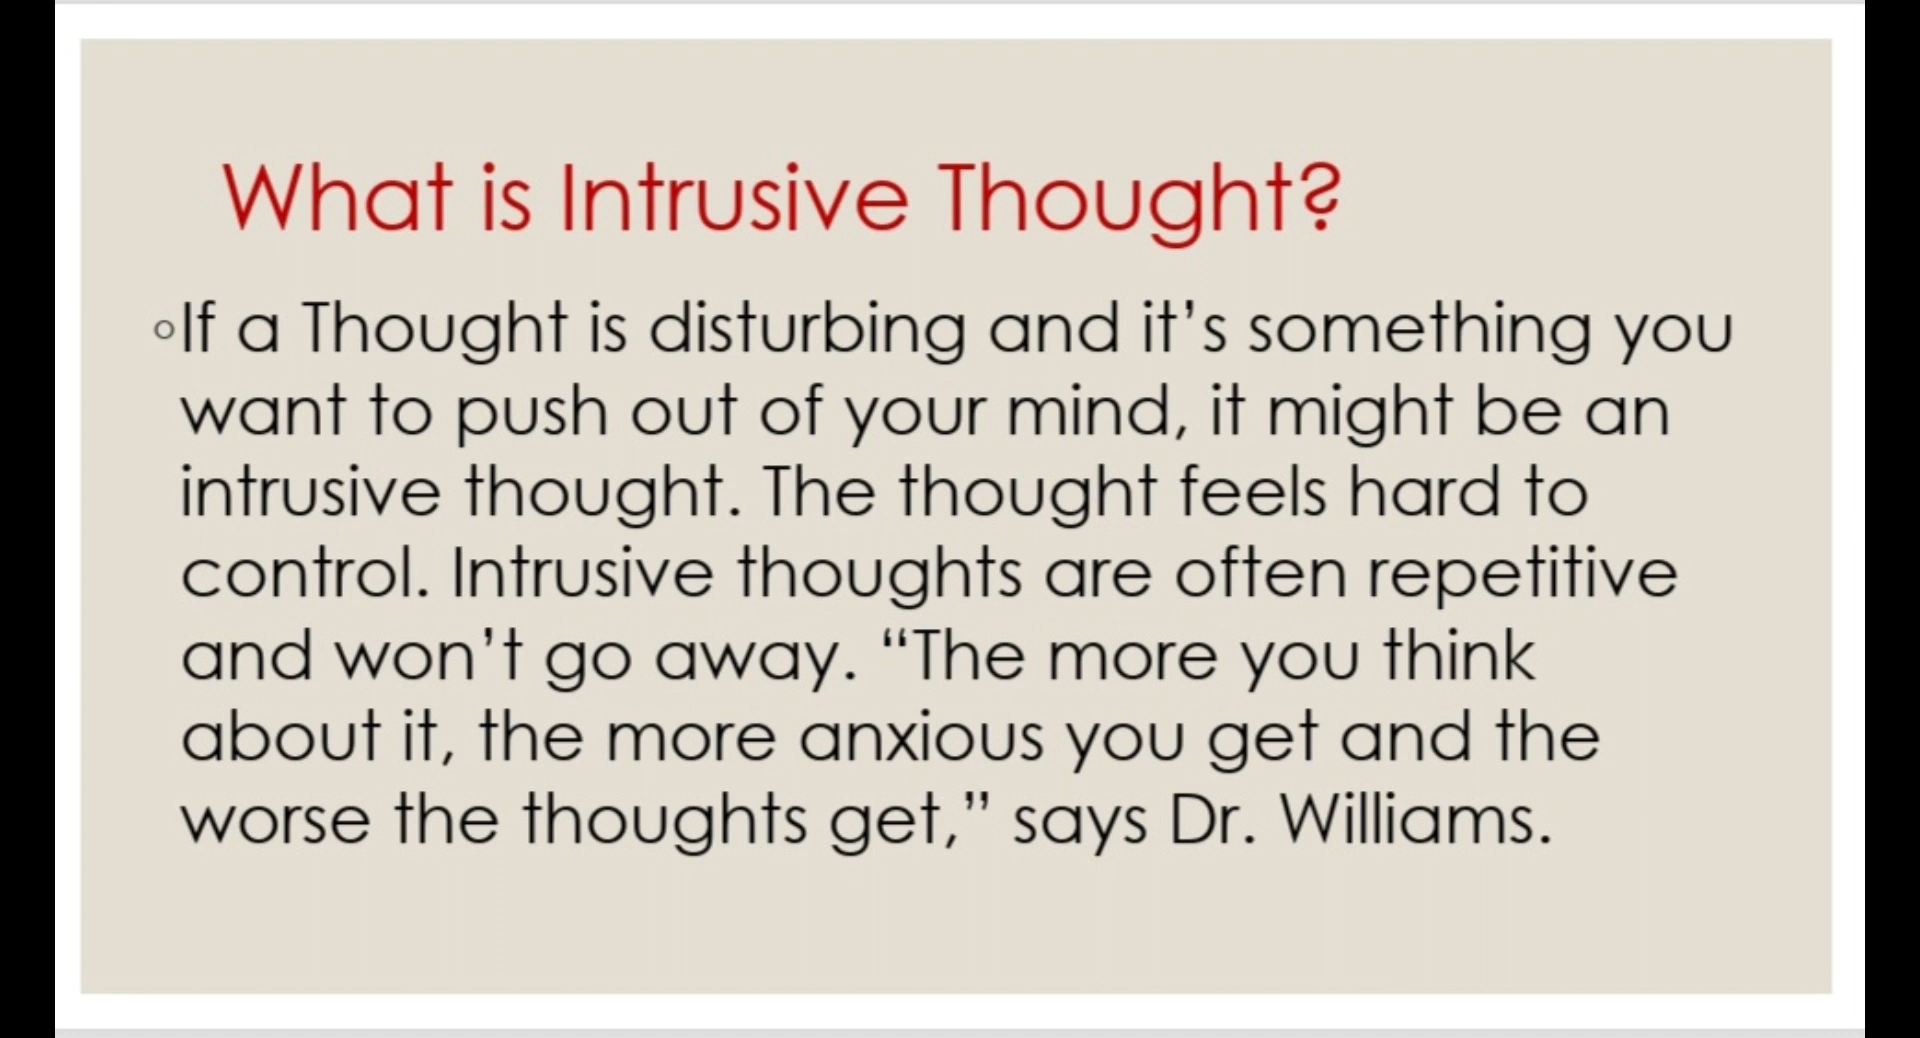 What is Intrusive Thought?
◦If a Thought is disturbing and it’s something you
want to push out of your mind, it might be an
intrusive thought. The thought feels hard to
control. Intrusive thoughts are often repetitive
and won’t go away. “The more you think
about it, the more anxious you get and the
worse the thoughts get,” says Dr. Williams.